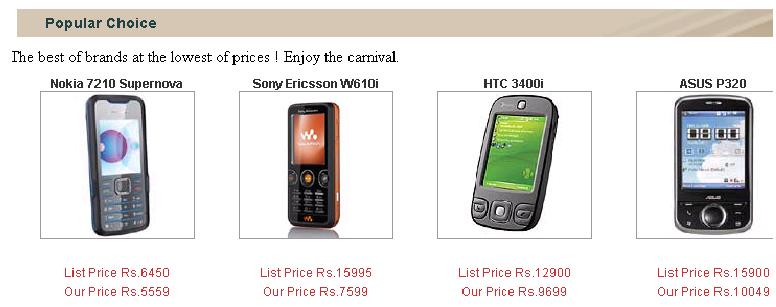 Popular Choice
The best of brands at the lowest of prices ! Enjoy the carnival.
Nokia 7210 Supernova
Sony Ericsson W610i
HTC 3400i
ASUS P320
List Price Rs.6450
List Price Rs.15995
List Price Rs.12900
List Price Rs.15900
Our Price Rs.5559
Our Price Rs.7599
Our Price Rs.9699
Our Price Rs.10049